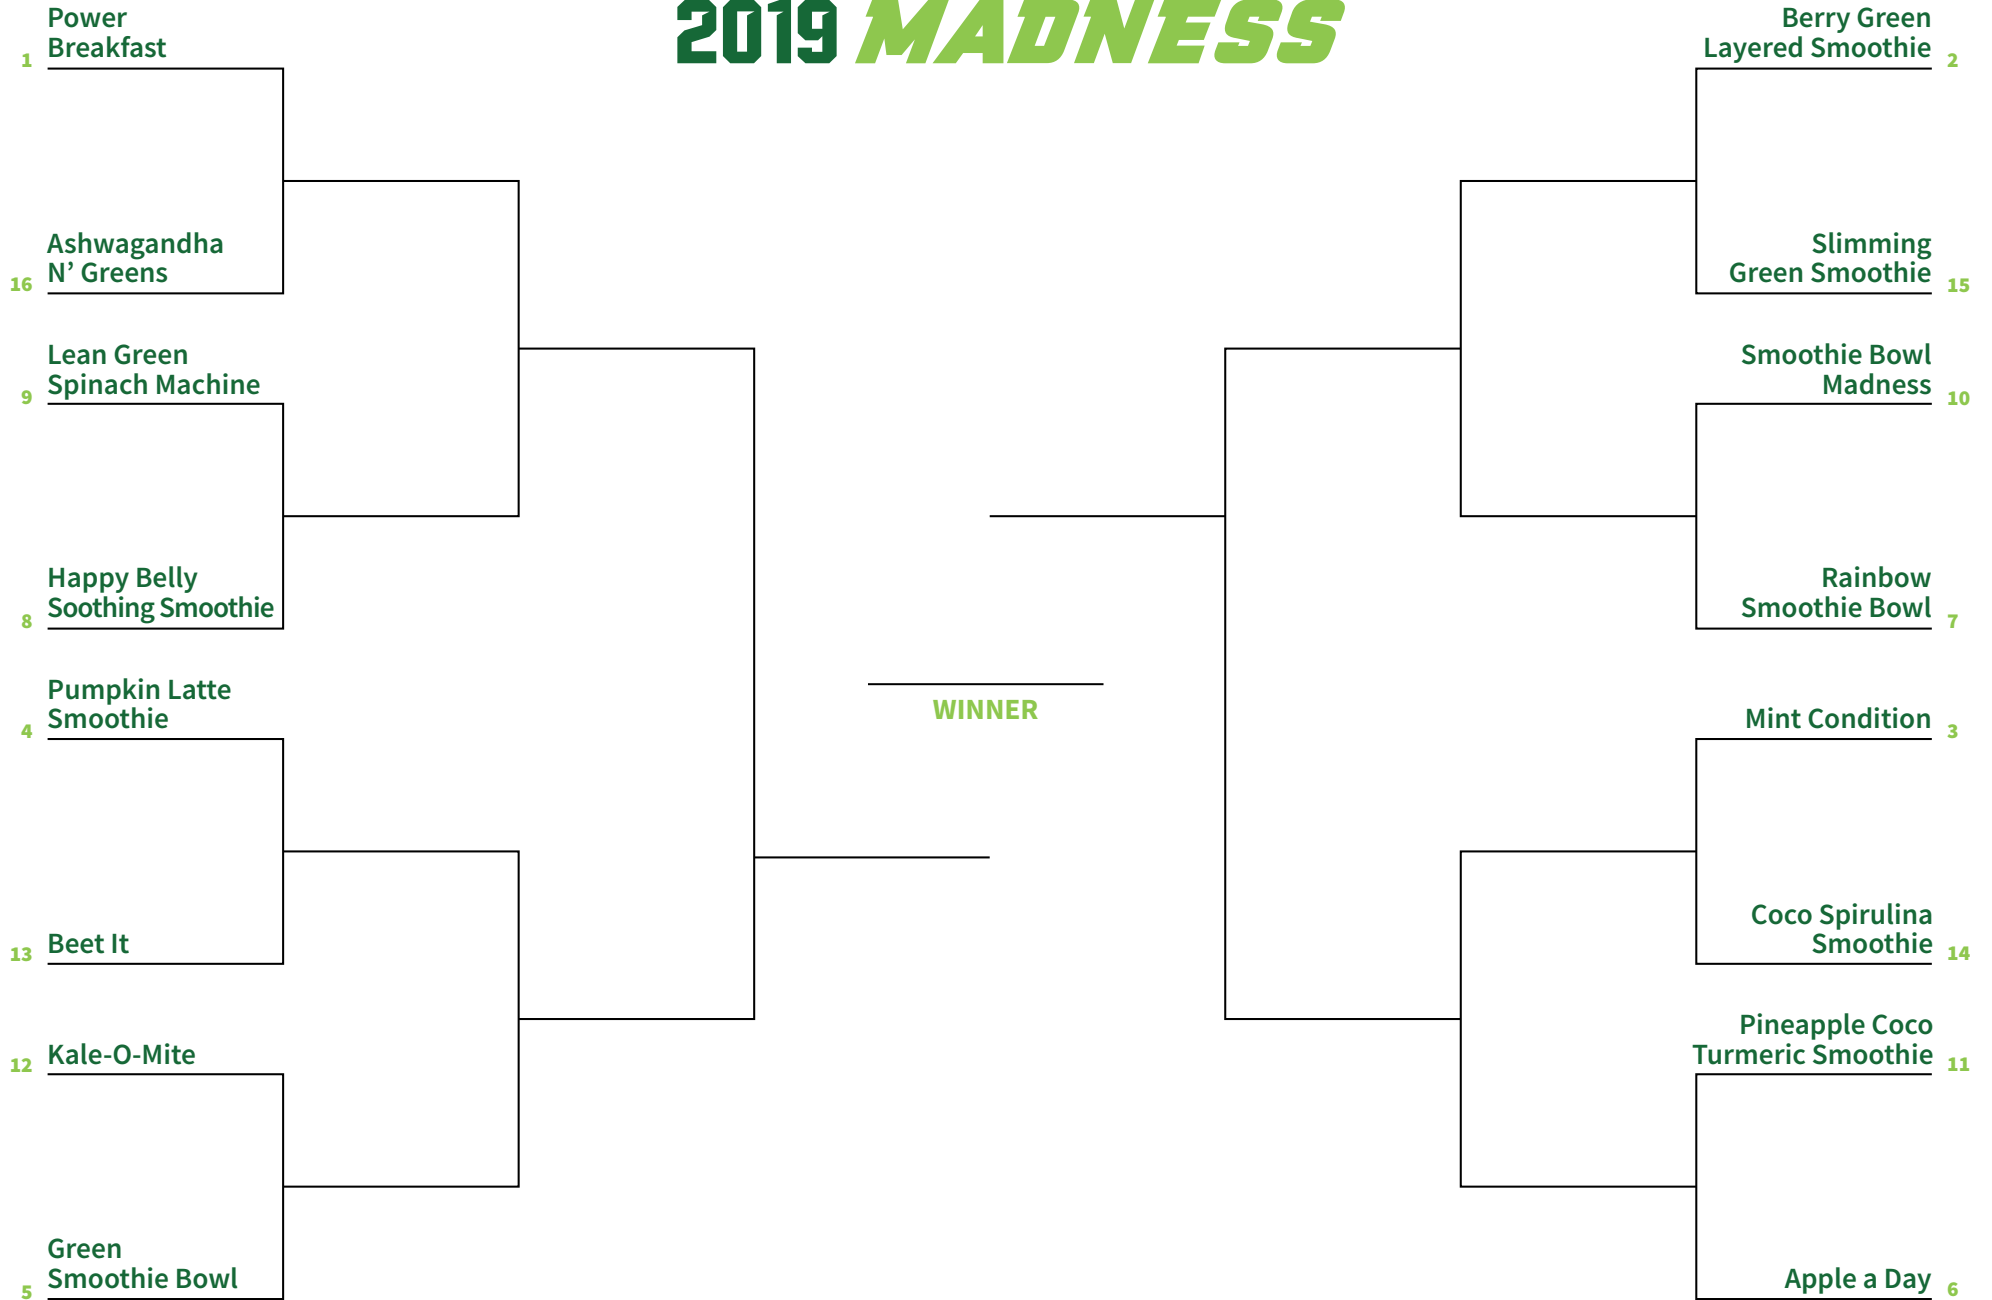 2019 MADNESS
Power
Breakfast
1
Ashwagandha
N’ Greens
16
Lean Green
Spinach Machine
9
Happy Belly
Soothing Smoothie
8
Pumpkin Latte
Smoothie
4
Beet It
13
Kale-O-Mite
12
Green
Smoothie Bowl
5
WINNER
Berry Green
Layered Smoothie
2
Slimming
Green Smoothie
15
Smoothie Bowl
Madness
10
Rainbow
Smoothie Bowl
7
Mint Condition
3
Coco Spirulina
Smoothie
14
Pineapple Coco
Turmeric Smoothie
11
Apple a Day
6